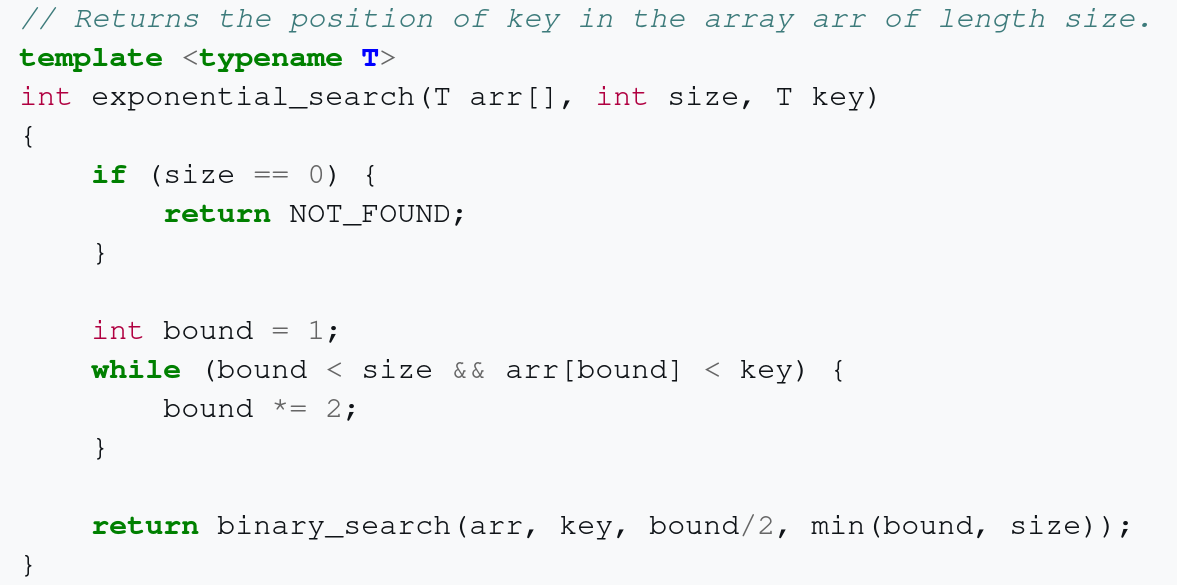 // Returns the position of key in the array arr of length size.
template <typename T>
int exponential_search(T arr[], int size, T key)
{
    if (size == 0) {
        return NOT_FOUND;
    }

    int bound = 1;
    while (bound < size && arr[bound] < key) {
        bound *= 2;
    }

    return binary_search(arr, key, bound/2, min(bound, size));
}